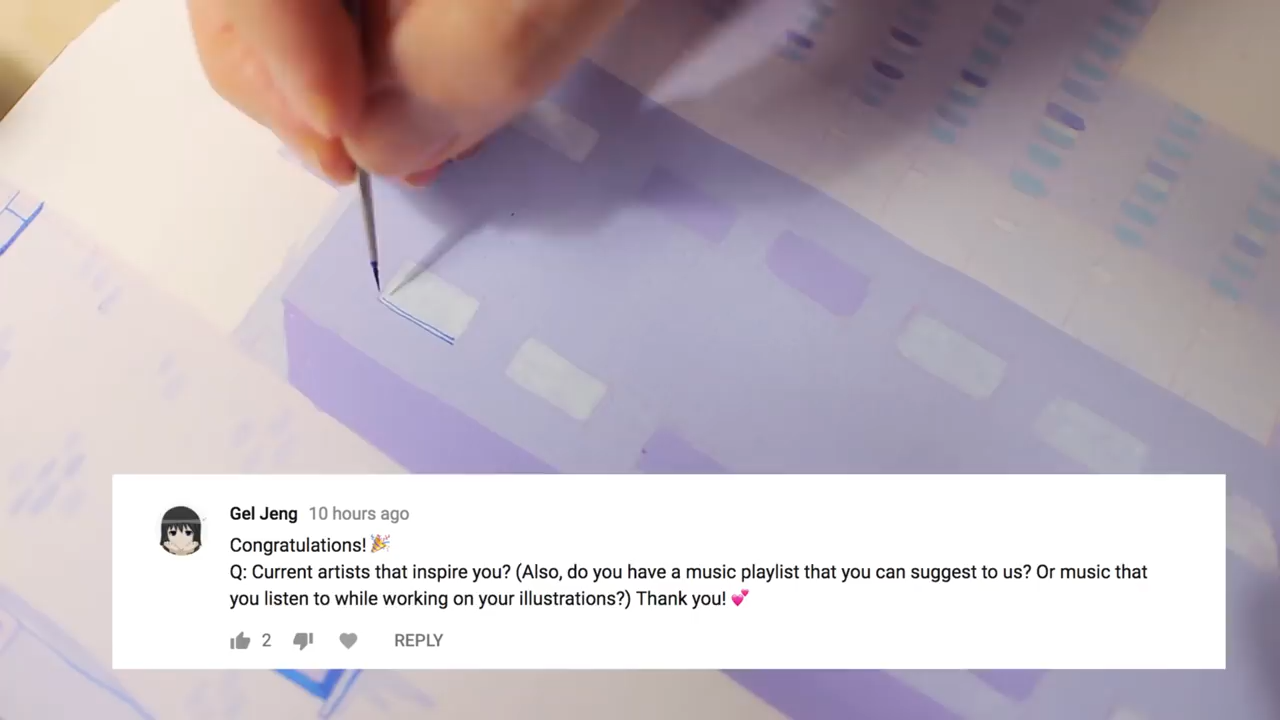 Gel Jeng 10 hours ago
Congratulations! 🎉
Q: Current artists that inspire you? (Also, do you have a music playlist that you can suggest to us? Or music that
you listen to while working on your illustrations?) Thank you! 💕
2 REPLY